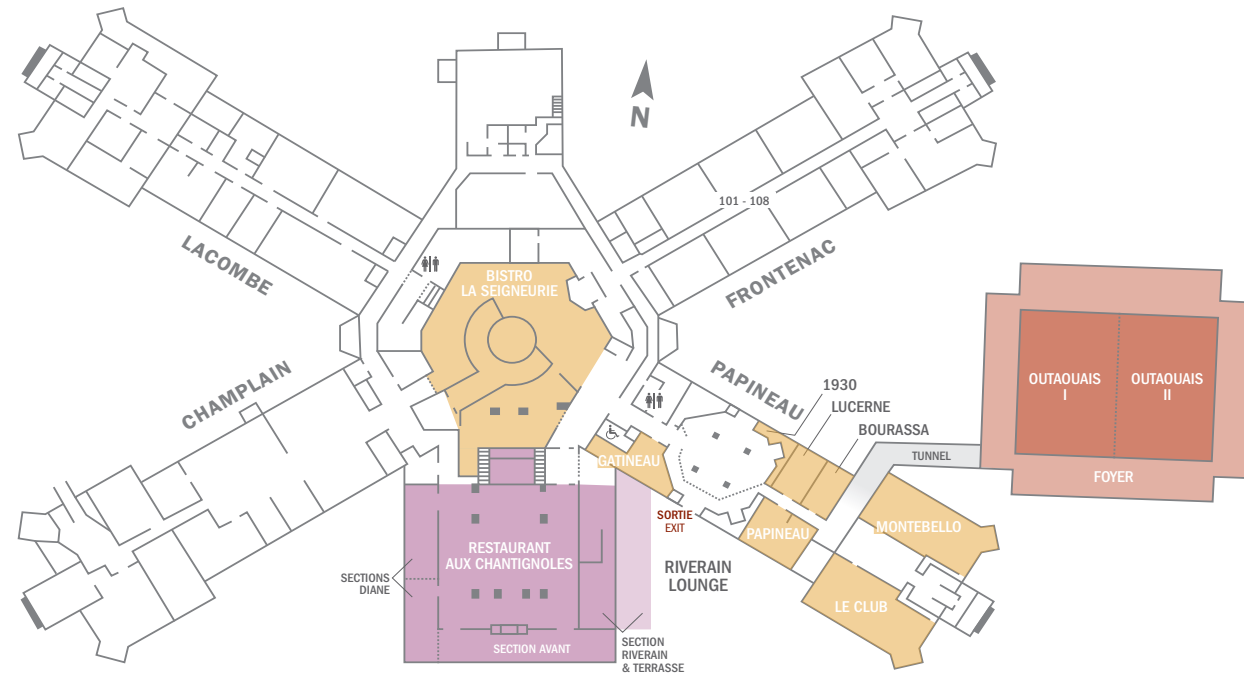 N
101 - 108
LACOMBE
FRONTENAC
BISTRO
LA SEIGNEURIE
CHAMPLAIN
PAPINEAU
1930
LUCERNE
BOURASSA
OUTAOUAIS
I
OUTAOUAIS
II
TUNNEL
FOYER
GATINEAU
SORTIE
EXIT
PAPINEAU
MONTEBELLO
RESTAURANT
AUX CHANTIGNOLES
RIVERAIN
LOUNGE
SECTIONS
DIANE
LE CLUB
SECTION AVANT
SECTION
RIVERAIN
& TERRASSE